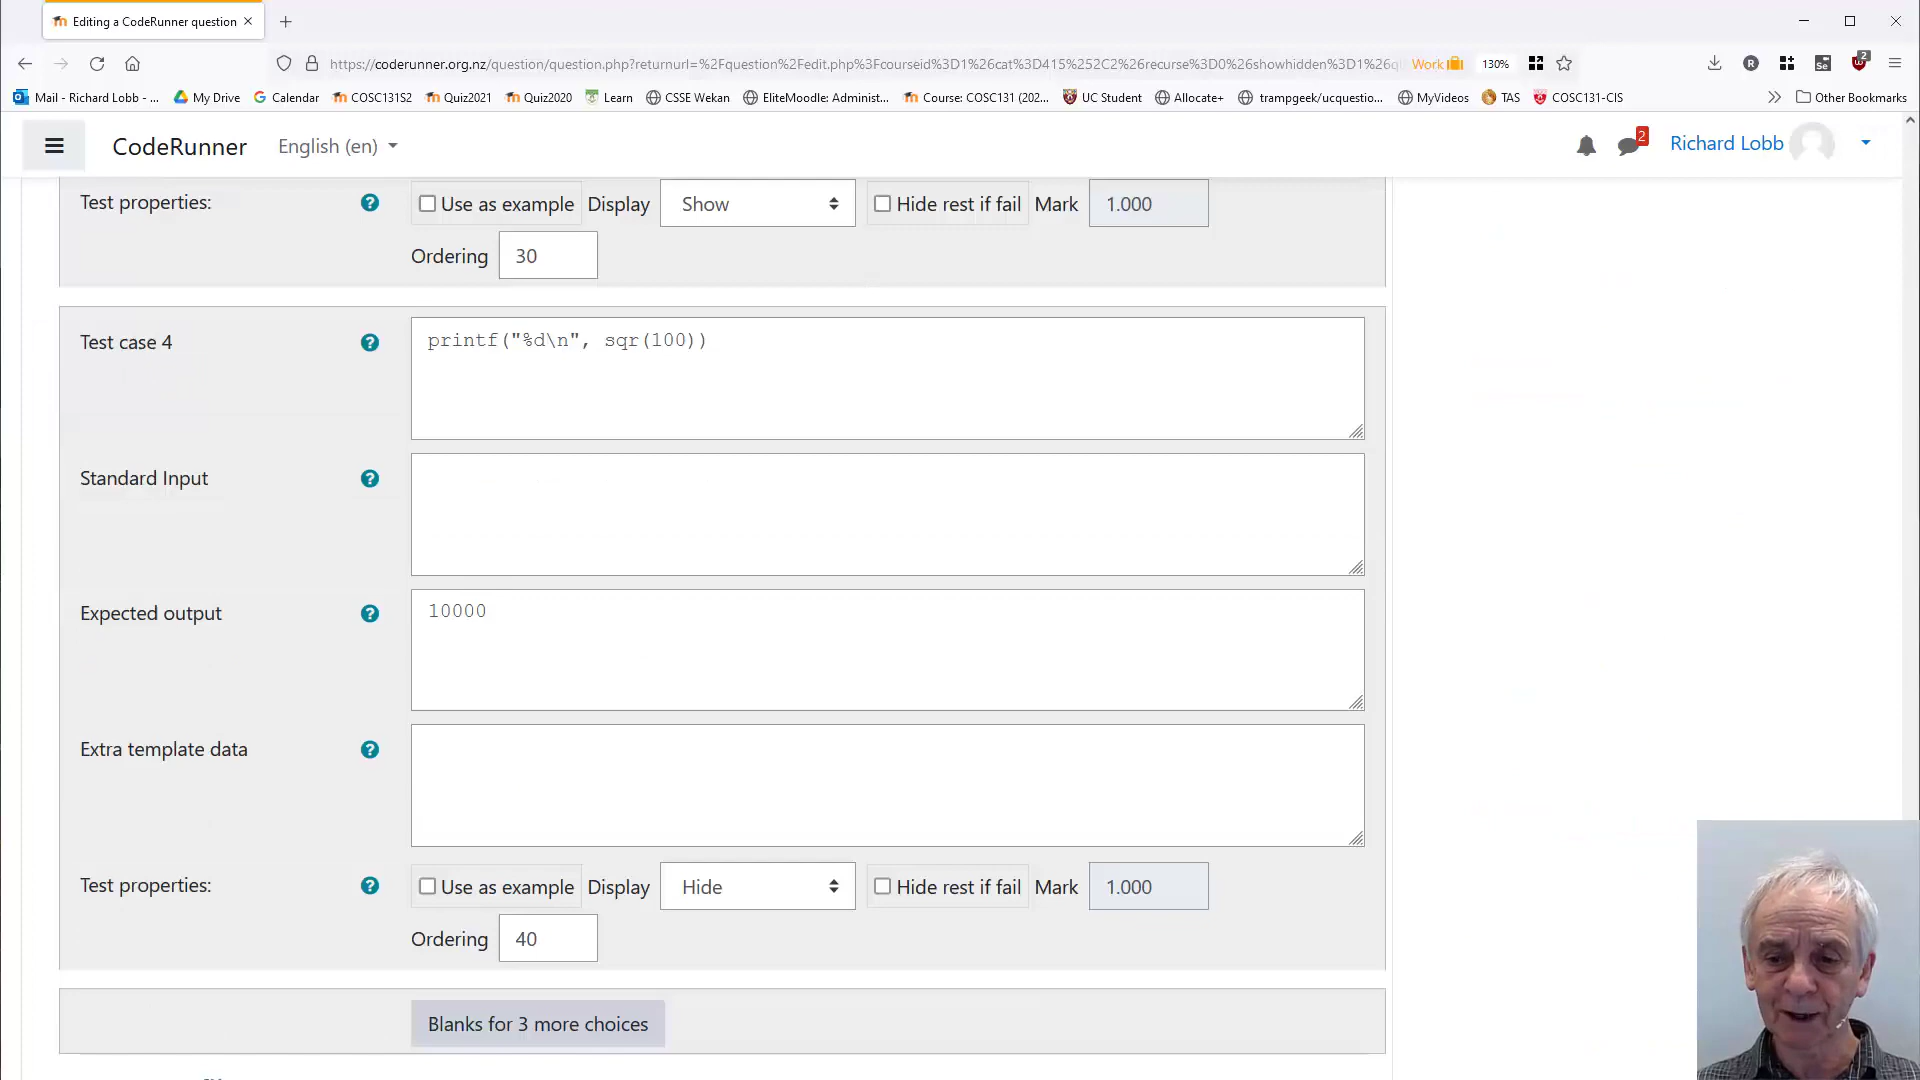 Editing a CodeRunner question
https://coderunner.org.nz/question/question.php?returnurl=%2Fquestion%2Fedit.php%3Fcourseid%3D1%26cat%3D415%252C2%26recurse%3D0%26showhidden%3D1%26q Work 130% 2
Mail - Richard Lobb - ... My Drive Calendar COSC131S2 Quiz2021 Quiz2020 Learn CSSE Wekan EliteMoodle: Administ... Course: COSC131 (202... UC Student Allocate+ trampgeek/ucquestio... MyVideos TAS COSC131-CIS Other Bookmarks
CodeRunner English (en) 2 Richard Lobb
Test properties: Use as example Display Show Hide rest if fail Mark 1.000
Ordering 30
Test case 4 printf("%d\n", sqr(100))
Standard Input
Expected output 10000
Extra template data
Test properties: Use as example Display Hide Hide rest if fail Mark 1.000
Ordering 40
Blanks for 3 more choices